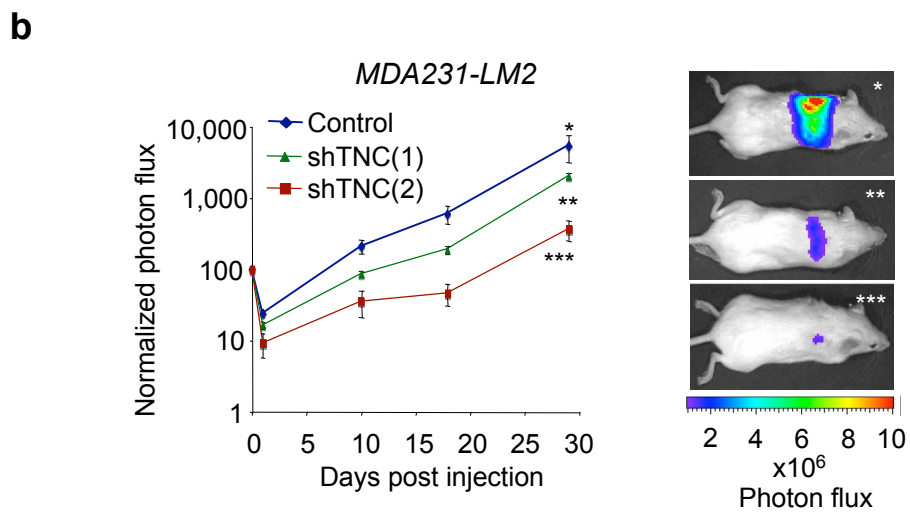 b
MDA231-LM2
Normalized photon flux
10,000
1,000
100
10
1
Control
shTNC(1)
shTNC(2)
*
**
***
0 5 10 15 20 25 30
Days post injection
*
**
***
2 4 6 8 10
x10⁶
Photon flux